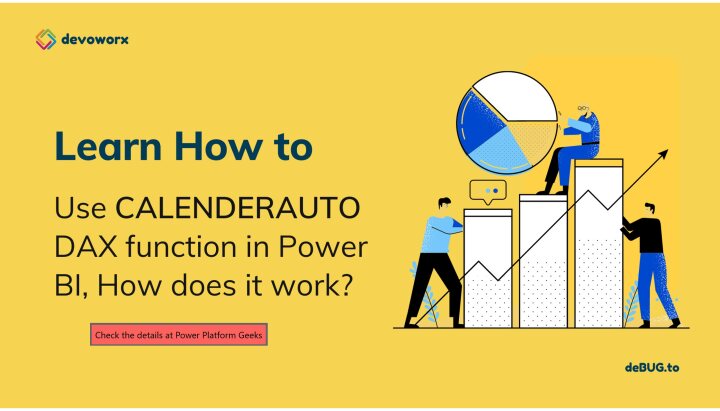 devoworx
Learn How to
Use CALENDERAUTO
DAX function in Power
BI, How does it work?
Check the details at Power Platform Geeks
deBUG.to